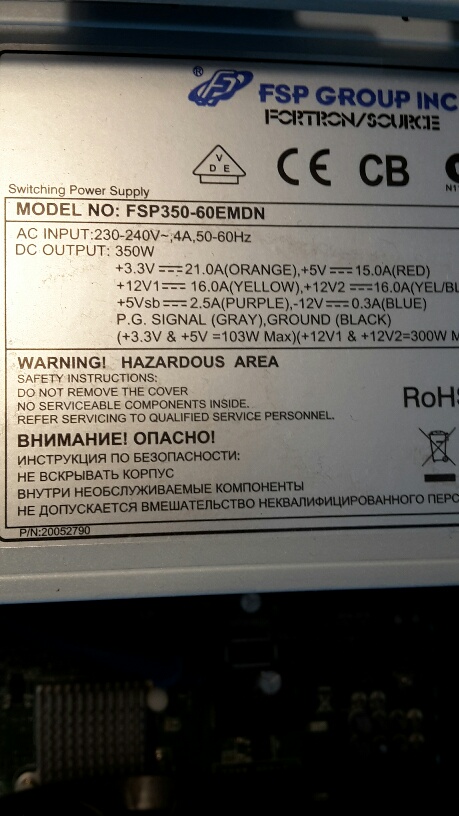 ® FSP GROUP INC
FORTRON/SOURCE
V
D E
CE CB
N1
Switching Power Supply
MODEL NO: FSP350-60EMDN
AC INPUT:230-240V~,4A,50-60Hz
DC OUTPUT: 350W
+3.3V ⎓ 21.0A(ORANGE),+5V ⎓ 15.0A(RED)
+12V1⎓ 16.0A(YELLOW),+12V2 ⎓16.0A(YEL/BL
+5Vsb⎓ 2.5A(PURPLE),-12V⎓0.3A(BLUE)
P.G. SIGNAL (GRAY),GROUND (BLACK)
(+3.3V & +5V =103W Max)(+12V1 & +12V2=300W M
WARNING! HAZARDOUS AREA
SAFETY INSTRUCTIONS:
DO NOT REMOVE THE COVER
NO SERVICEABLE COMPONENTS INSIDE.
REFER SERVICING TO QUALIFIED SERVICE PERSONNEL.
RoHS
ВНИМАНИЕ! ОПАСНО!
ИНСТРУКЦИЯ ПО БЕЗОПАСНОСТИ:
НЕ ВСКРЫВАТЬ КОРПУС
ВНУТРИ НЕОБСЛУЖИВАЕМЫЕ КОМПОНЕНТЫ
НЕ ДОПУСКАЕТСЯ ВМЕШАТЕЛЬСТВО НЕКВАЛИФИЦИРОВАННОГО ПЕРС
P/N:20052790